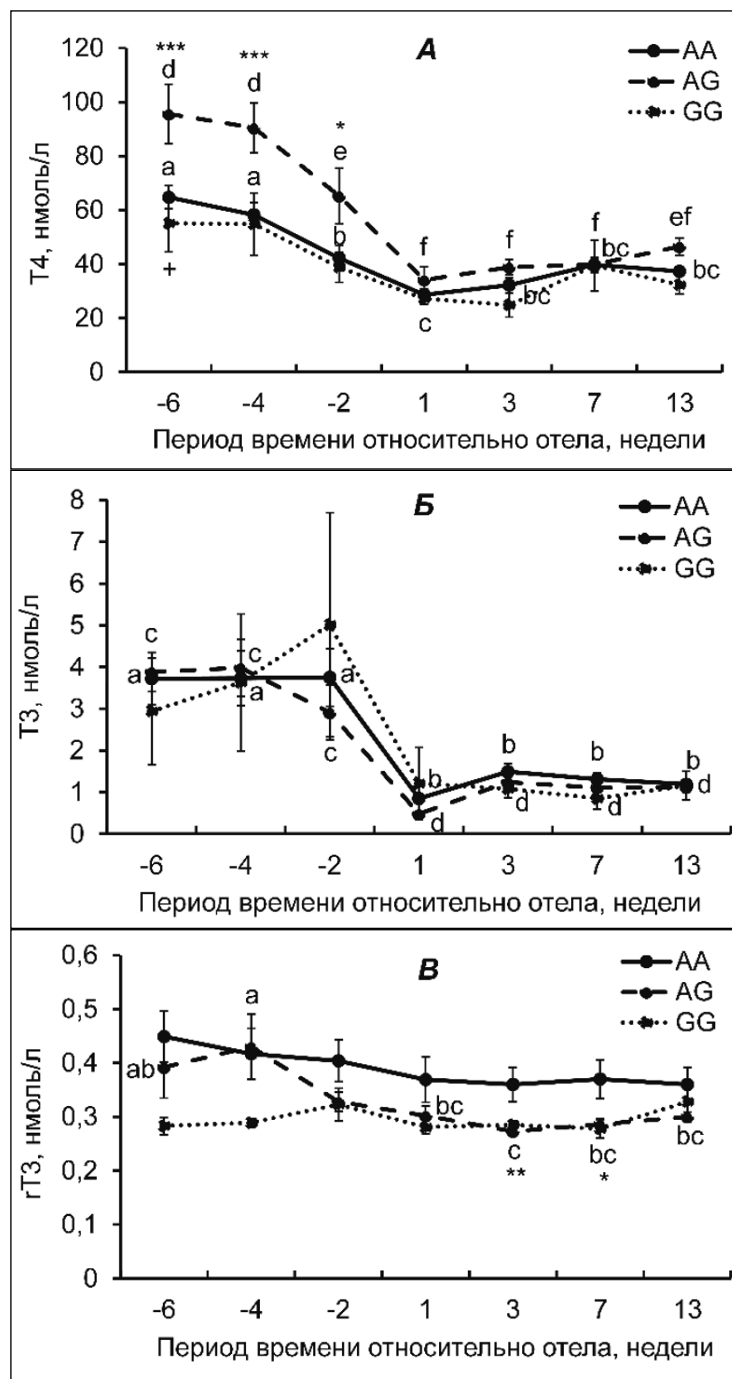 А
AA
AG
GG
120
100
80
60
40
20
0
T4, нмоль/л
*** *** *
d d e f f f ef
a a b bc bc bc
+ c
-6 -4 -2 1 3 7 13
Период времени относительно отела, недели
Б
AA
AG
GG
8
7
6
5
4
3
2
1
0
T3, нмоль/л
c c b b b
a a a b d
c d d d
-6 -4 -2 1 3 7 13
Период времени относительно отела, недели
В
AA
AG
GG
0,6
0,5
0,4
0,3
0,2
0,1
0
rT3, нмоль/л
a
ab bc
c bc bc
** *
-6 -4 -2 1 3 7 13
Период времени относительно отела, недели